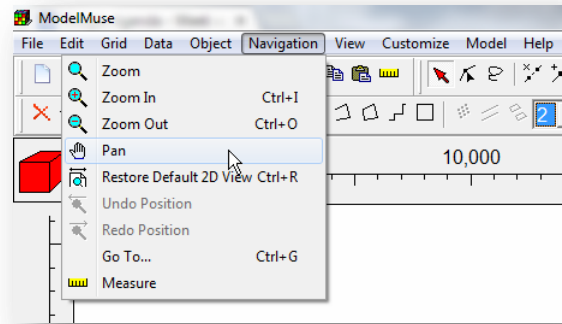 ModelMuse
File Edit Grid Data Object Navigation View Customize Model Help
Zoom
Zoom In Ctrl+I
Zoom Out Ctrl+O
2
Pan
10,000
Restore Default 2D View Ctrl+R
Undo Position
Redo Position
Go To... Ctrl+G
Measure